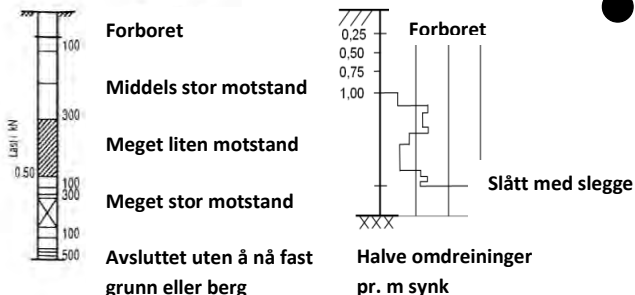 Forboret
100
Middels stor motstand
300
Meget liten motstand
Last i kN
0.50
100
300
Meget stor motstand
100
500
Avsluttet uten å nå fast
grunn eller berg
Forboret
0,25
0,50
0,75
1,00
Slått med slegge
XXX
Halve omdreininger
pr. m synk